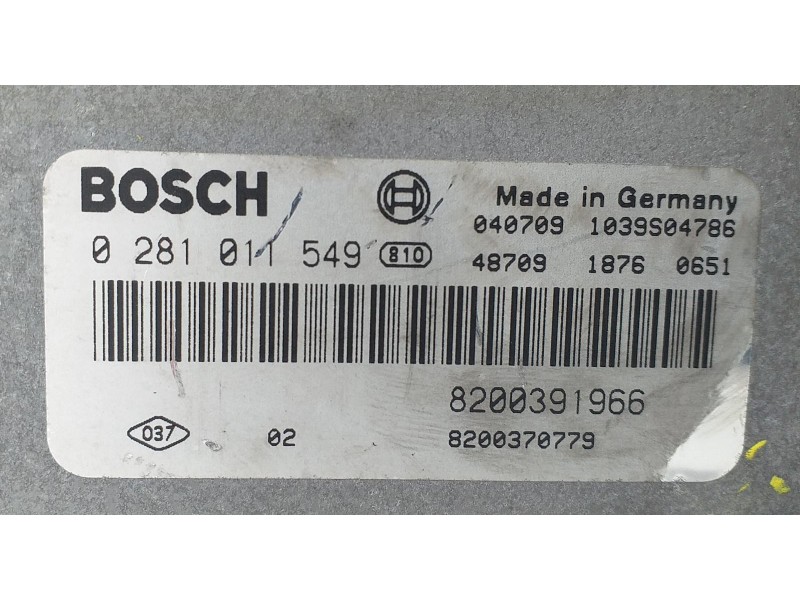 BOSCH
Made in Germany
040709 1039S04786
0 281 011 549 810
48709 1876 0651
8200391966
037 02 8200370779